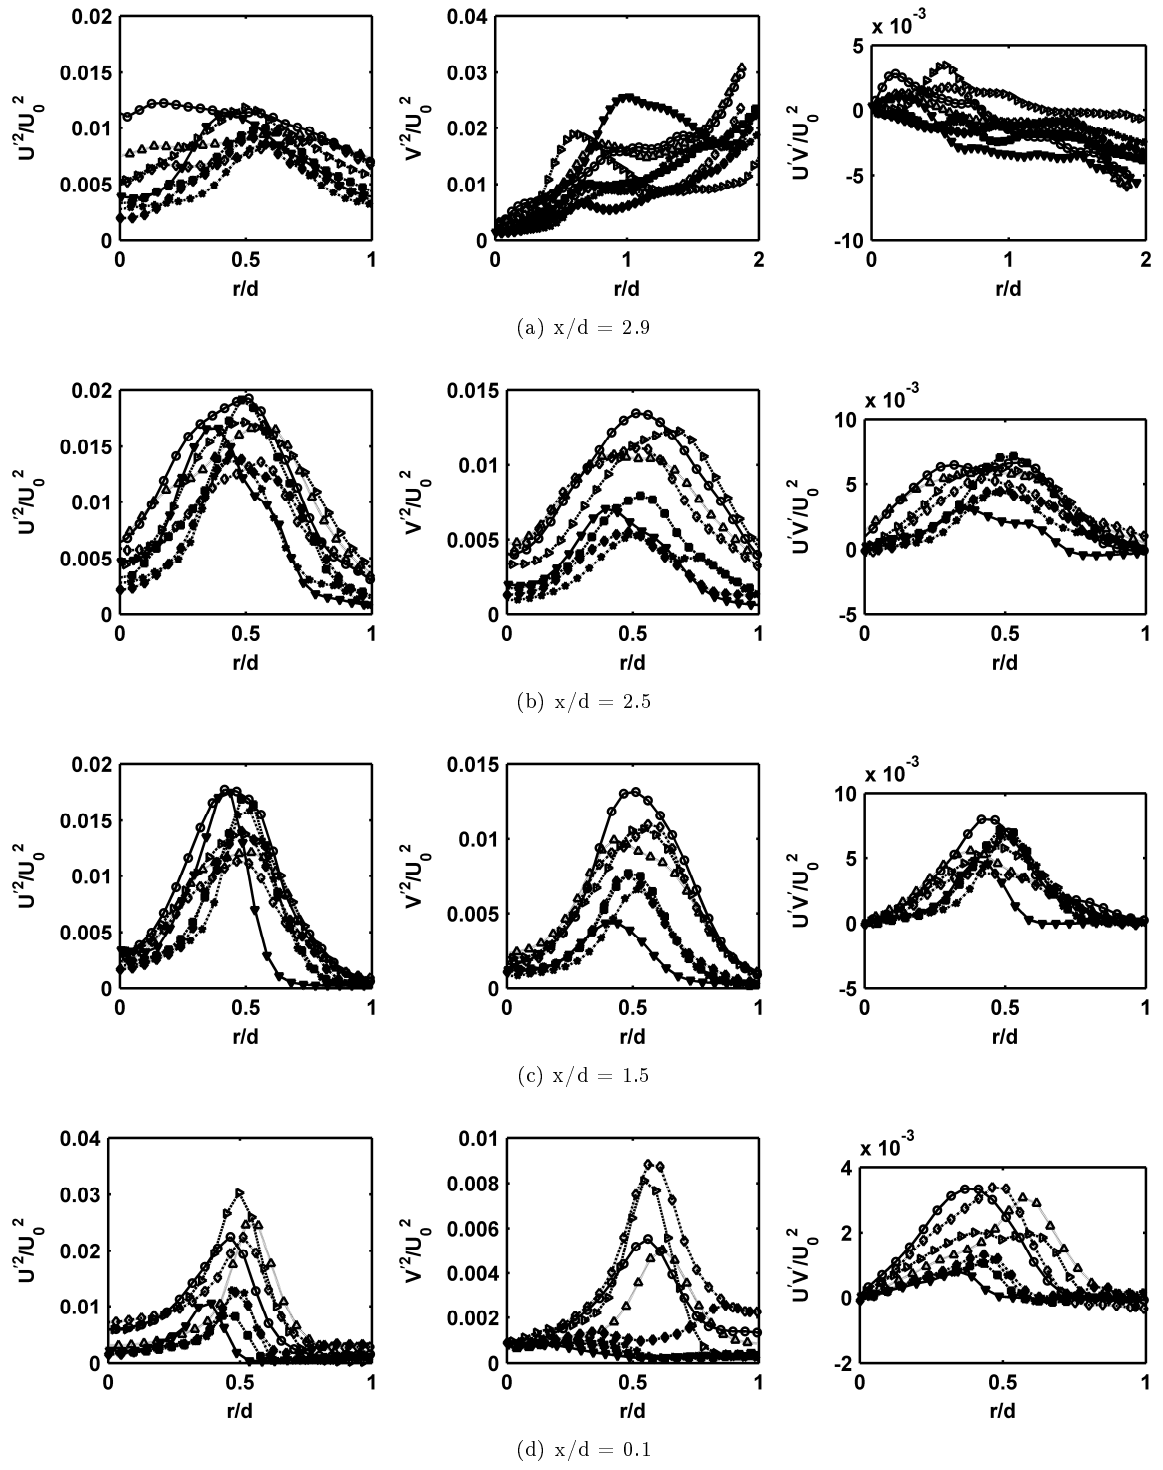 0.02
0.015
0.01
0.005
0
U′²/U₀²
0 0.5 1
r/d
0.04
0.03
0.02
0.01
0
V′²/U₀²
0 1 2
r/d
x 10⁻³
5
0
-5
-10
U′V′/U₀²
0 1 2
r/d
(a) x/d = 2.9
0.02
0.015
0.01
0.005
0
U′²/U₀²
0 0.5 1
r/d
0.015
0.01
0.005
0
V′²/U₀²
0 0.5 1
r/d
x 10⁻³
10
5
0
-5
U′V′/U₀²
0 0.5 1
r/d
(b) x/d = 2.5
0.02
0.015
0.01
0.005
0
U′²/U₀²
0 0.5 1
r/d
0.015
0.01
0.005
0
V′²/U₀²
0 0.5 1
r/d
x 10⁻³
10
5
0
-5
U′V′/U₀²
0 0.5 1
r/d
(c) x/d = 1.5
0.04
0.03
0.02
0.01
0
U′²/U₀²
0 0.5 1
r/d
0.01
0.008
0.006
0.004
0.002
0
V′²/U₀²
0 0.5 1
r/d
x 10⁻³
4
2
0
-2
U′V′/U₀²
0 0.5 1
r/d
(d) x/d = 0.1